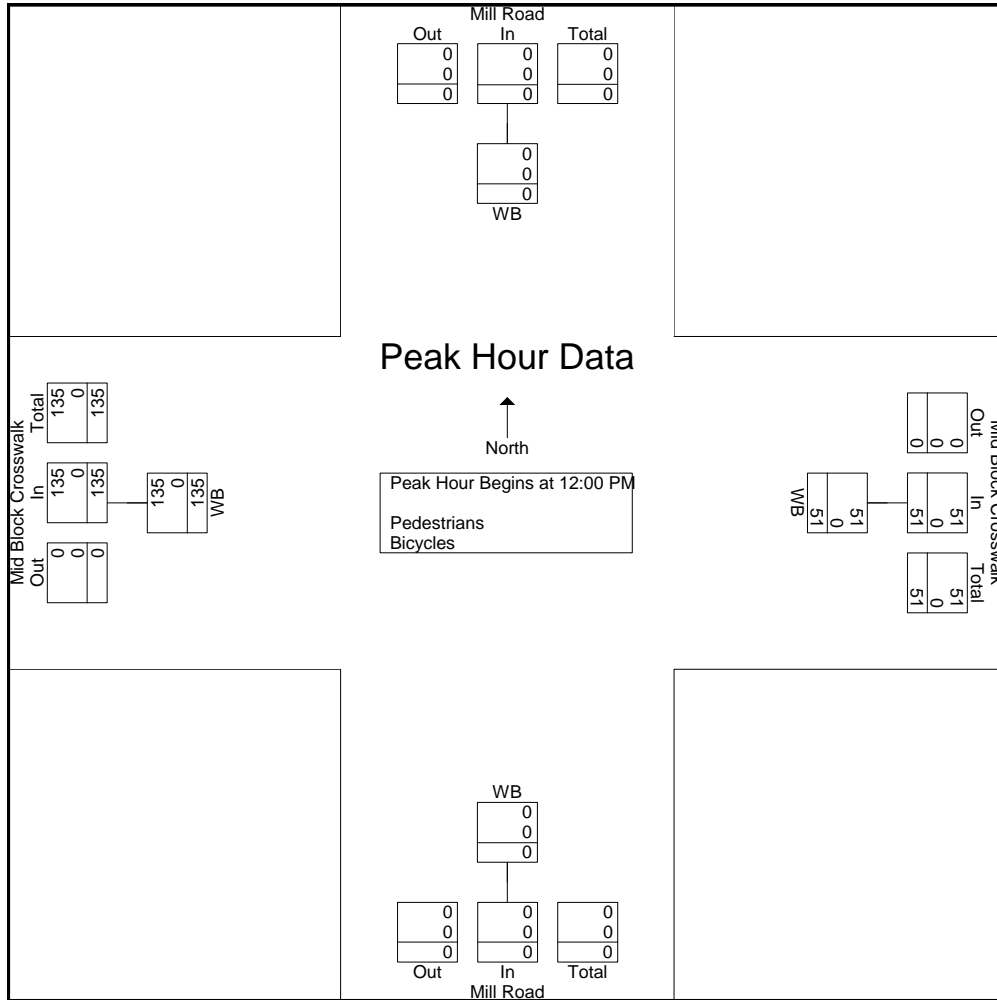 Mill Road
Out In Total
0 0 0
0 0 0
0 0 0
0
0
0
WB
Peak Hour Data
North
Peak Hour Begins at 12:00 PM
Pedestrians
Bicycles
Mid Block Crosswalk
Out In Total
0 135 135
0 0 0
0 135 135
135
0
135
WB
Mid Block Crosswalk
Out In Total
0 51 51
0 0 0
0 51 51
51
0
51
WB
WB
0
0
0
0 0 0
0 0 0
0 0 0
Out In Total
Mill Road